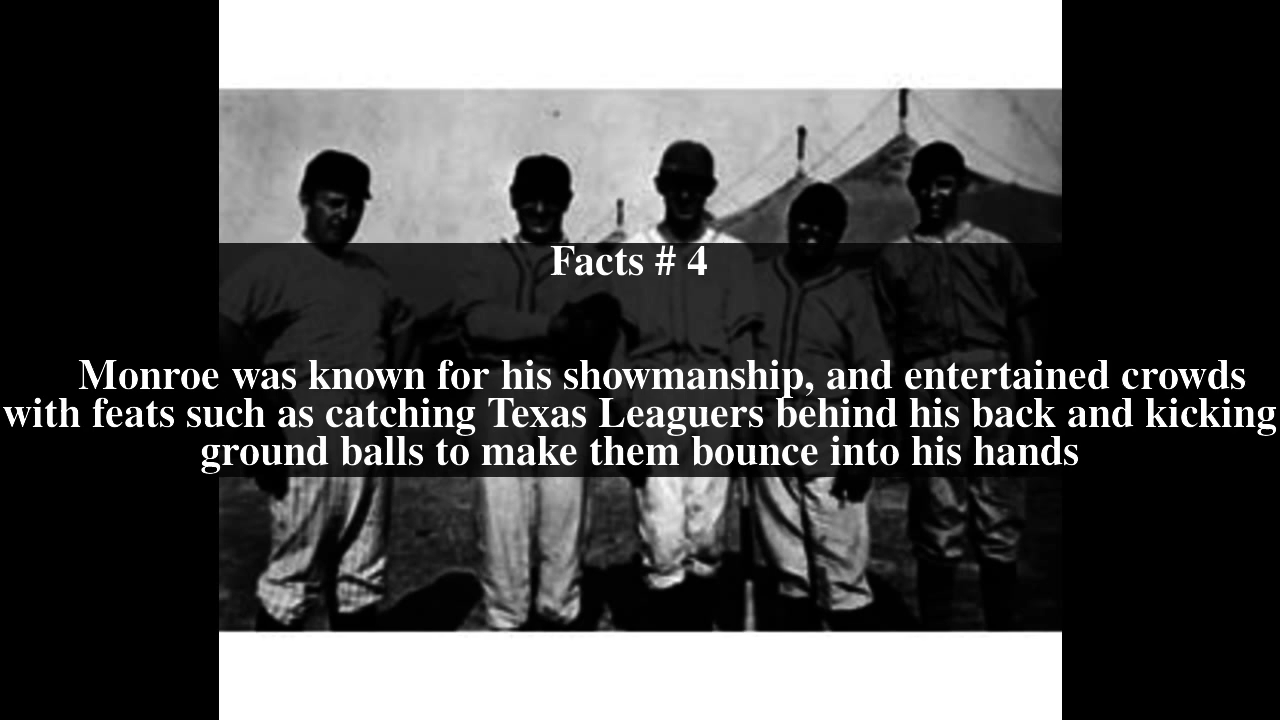 Facts # 4
Monroe was known for his showmanship, and entertained crowds
with feats such as catching Texas Leaguers behind his back and kicking
ground balls to make them bounce into his hands